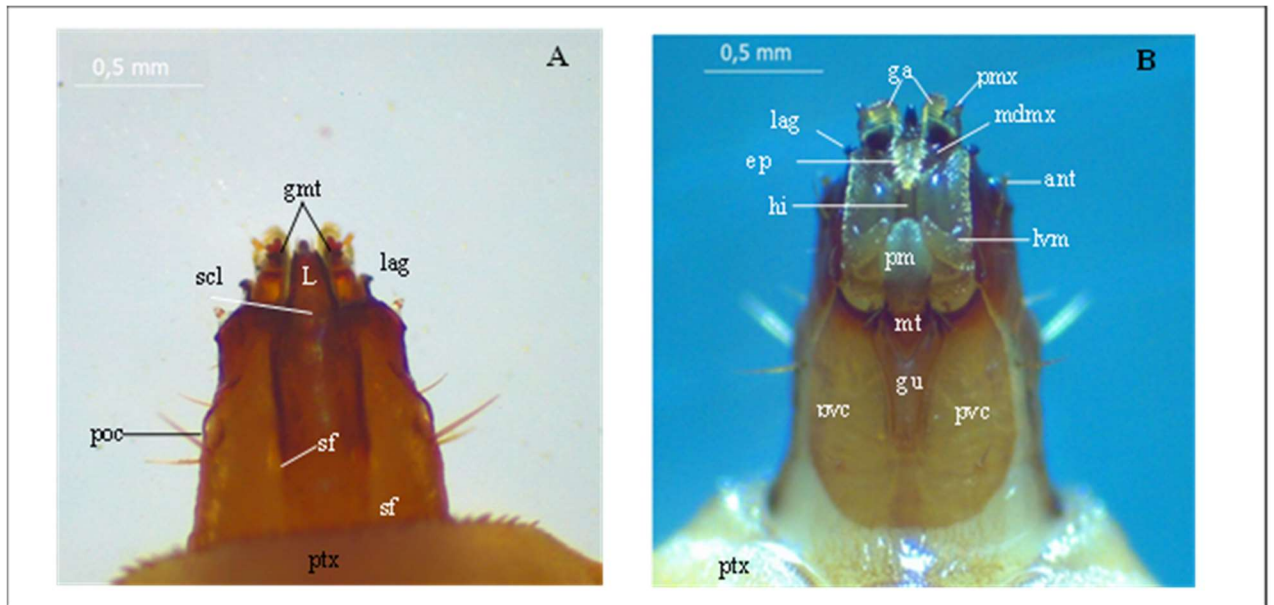 0,5 mm
A
gmt
scl
L
lag
poc
sf
sf
ptx
0,5 mm
B
ga
pmx
lag
mdmx
ep
ant
hi
lvm
pm
mt
gu
pvc
pvc
ptx